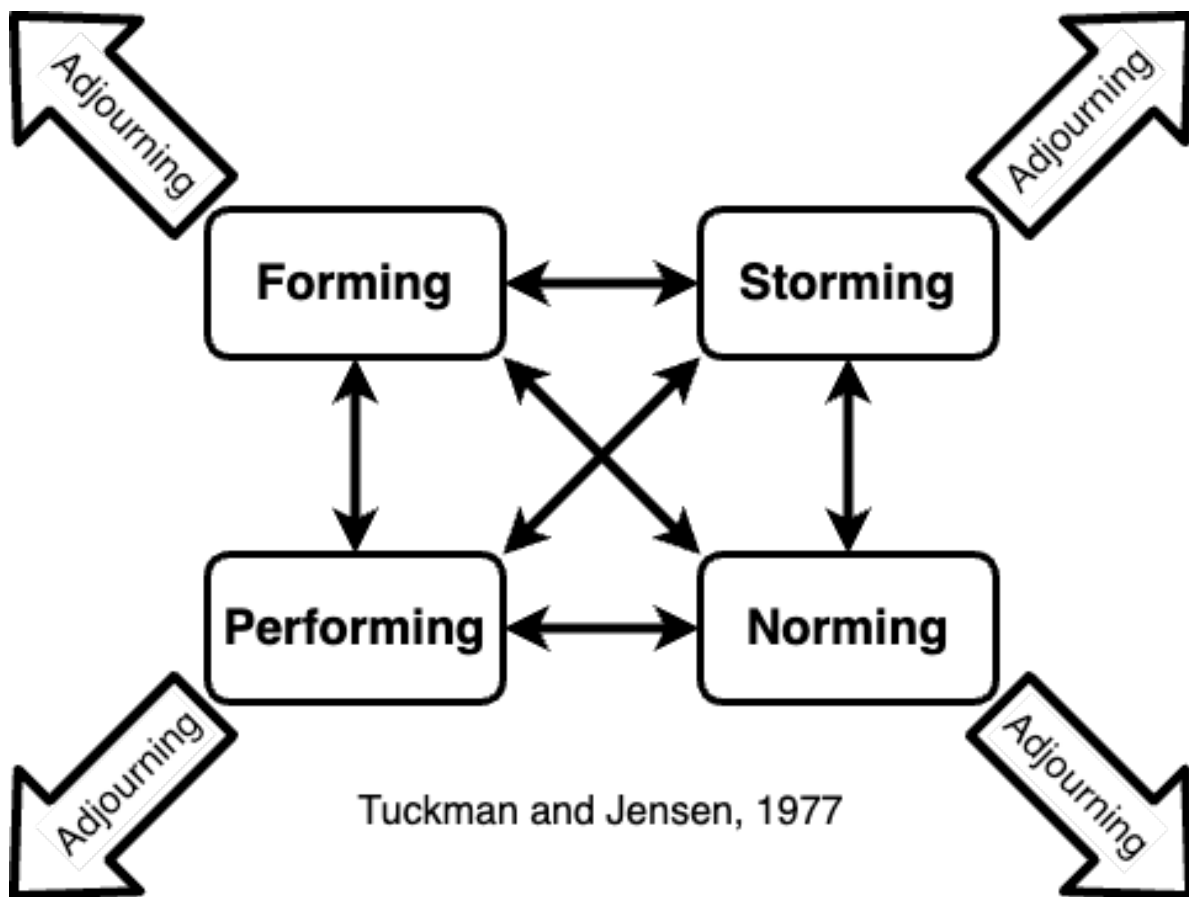 Adjourning
Adjourning
Forming
Storming
Performing
Norming
Adjourning
Adjourning
Tuckman and Jensen, 1977